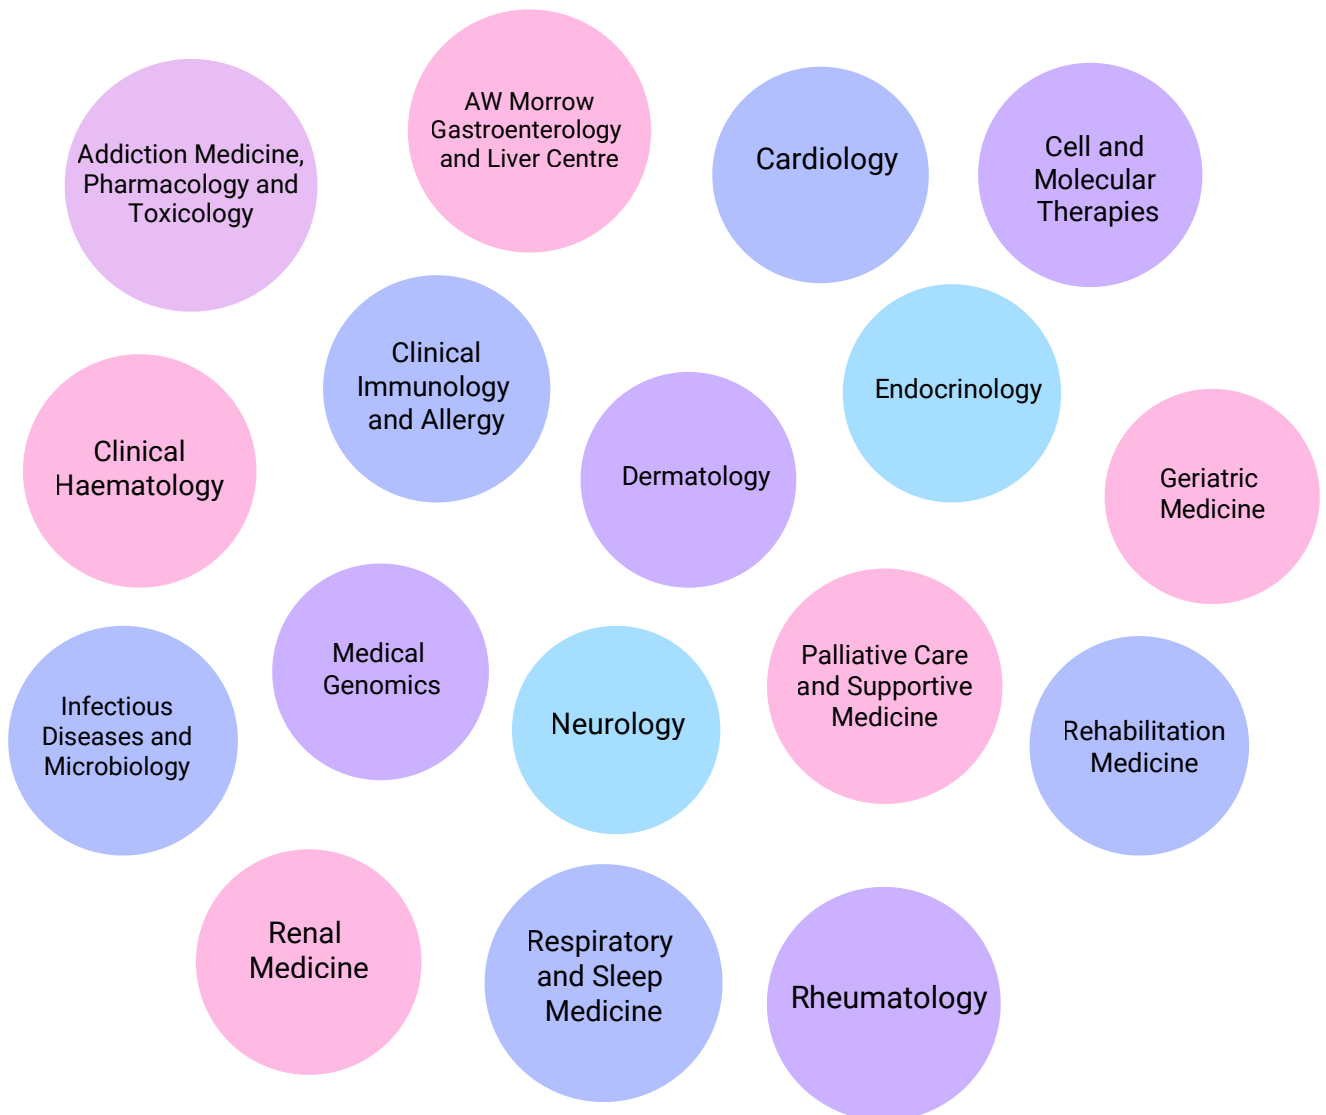 Addiction Medicine,
Pharmacology and
Toxicology
AW Morrow
Gastroenterology
and Liver Centre
Cardiology
Cell and
Molecular
Therapies
Clinical
Haematology
Clinical
Immunology
and Allergy
Dermatology
Endocrinology
Geriatric
Medicine
Infectious
Diseases and
Microbiology
Medical
Genomics
Neurology
Palliative Care
and Supportive
Medicine
Rehabilitation
Medicine
Renal
Medicine
Respiratory
and Sleep
Medicine
Rheumatology